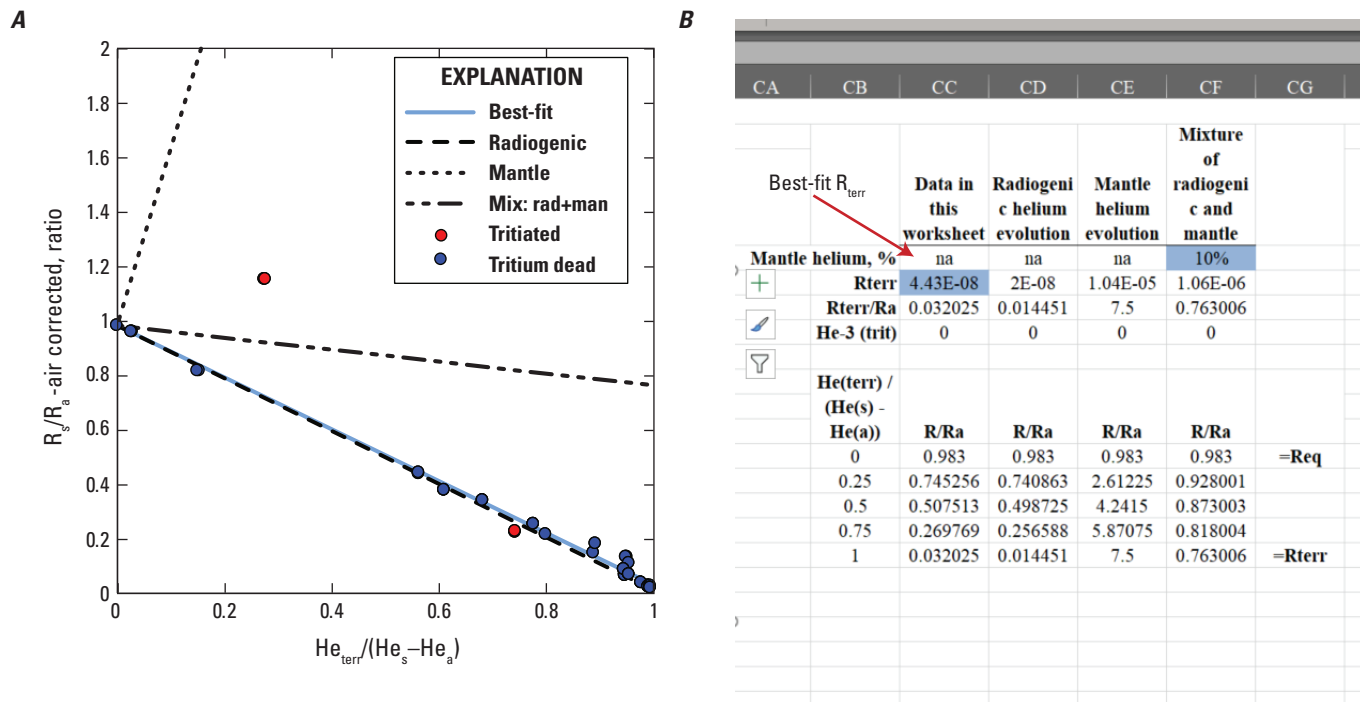 A
R_s/R_a -air corrected, ratio
2
1.8
1.6
1.4
1.2
1
0.8
0.6
0.4
0.2
0
0
0.2
0.4
0.6
0.8
1
He_terr/(He_s–He_a)
EXPLANATION
Best-fit
Radiogenic
Mantle
Mix: rad+man
Tritiated
Tritium dead
B
CA CB CC CD CE CF CG
Best-fit R_terr
Data in
this
worksheet
Radiogeni
c helium
evolution
Mantle
helium
evolution
Mixture
of
radiogeni
c and
mantle
Mantle helium, % na na na 10%
Rterr 4.43E-08 2E-08 1.04E-05 1.06E-06
Rterr/Ra 0.032025 0.014451 7.5 0.763006
He-3 (trit) 0 0 0 0
He(terr) /
(He(s) -
He(a)) R/Ra R/Ra R/Ra R/Ra
0 0.983 0.983 0.983 0.983 =Req
0.25 0.745256 0.740863 2.61225 0.928001
0.5 0.507513 0.498725 4.2415 0.873003
0.75 0.269769 0.256588 5.87075 0.818004
1 0.032025 0.014451 7.5 0.763006 =Rterr